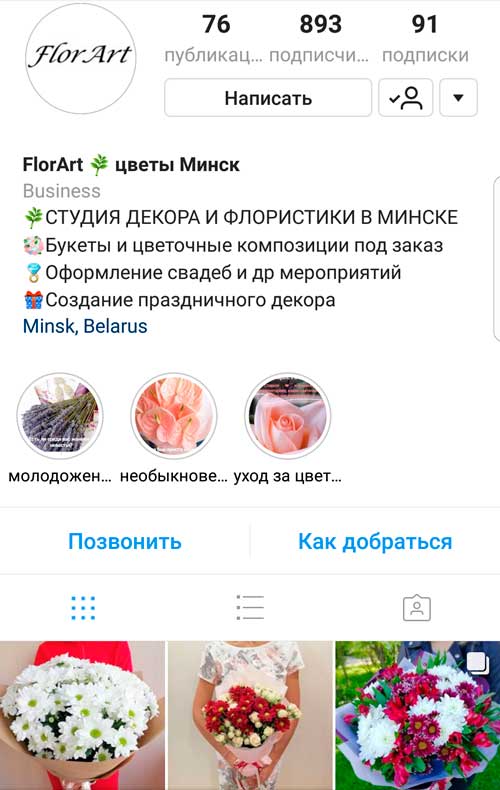 FlorArt
76 893 91
публикац... подписчи... подписки
Написать
FlorArt 🌿 цветы Минск
Business
🌿СТУДИЯ ДЕКОРА И ФЛОРИСТИКИ В МИНСКЕ
💐Букеты и цветочные композиции под заказ
💍Оформление свадеб и др мероприятий
🎁Создание праздничного декора
Minsk, Belarus
молодожен... необыкнове... уход за цвет...
Позвонить Как добраться